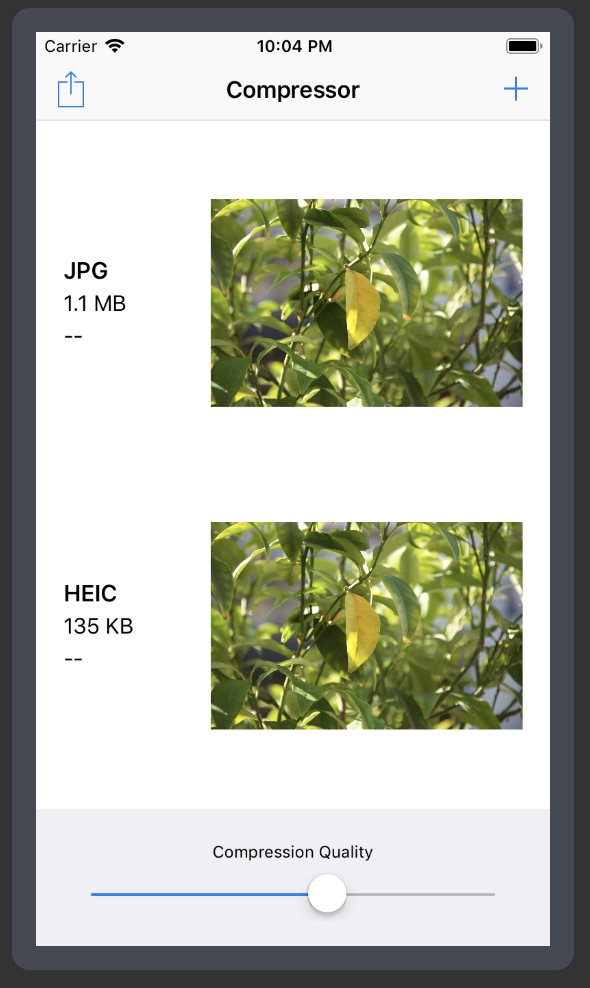 Carrier 10:04 PM
Compressor
JPG
1.1 MB
--
HEIC
135 KB
--
Compression Quality